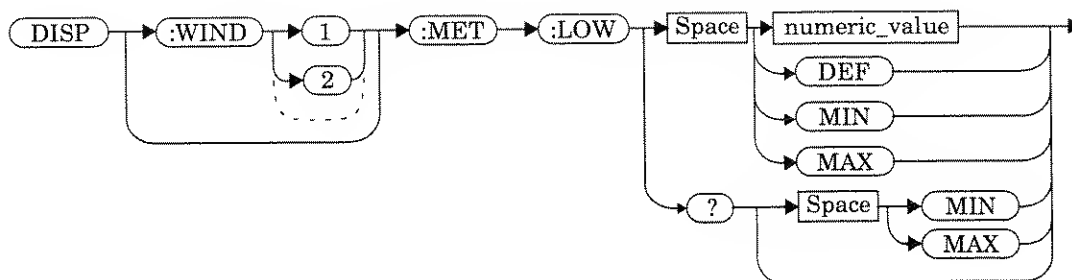 DISP :WIND 1 :MET :LOW Space numeric_value
2 DEF
MIN
MAX
? Space MIN
MAX